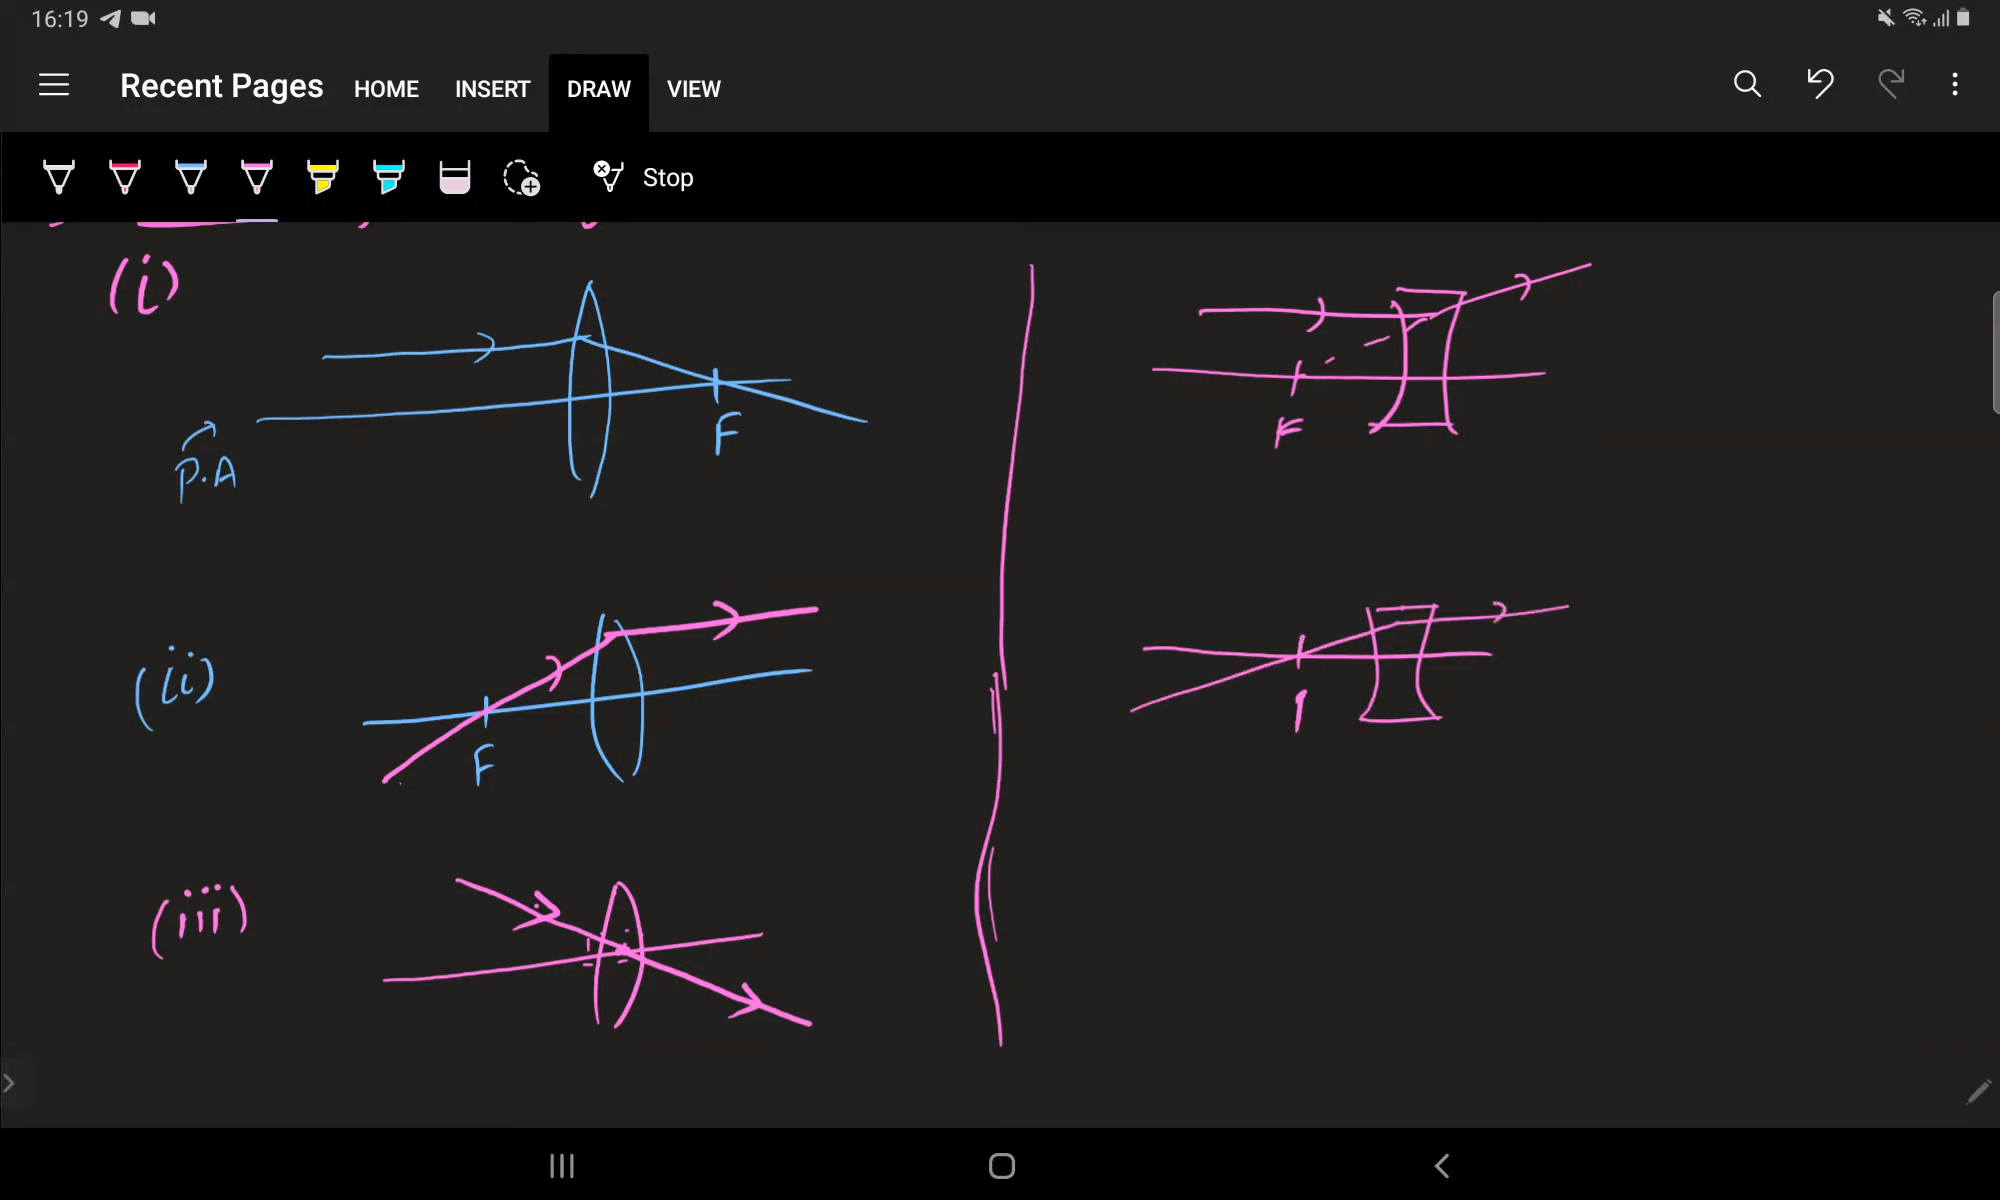 16:19
Recent Pages HOME INSERT DRAW VIEW
Stop
(i)
F
P.A
F
(ii)
F
(iii)